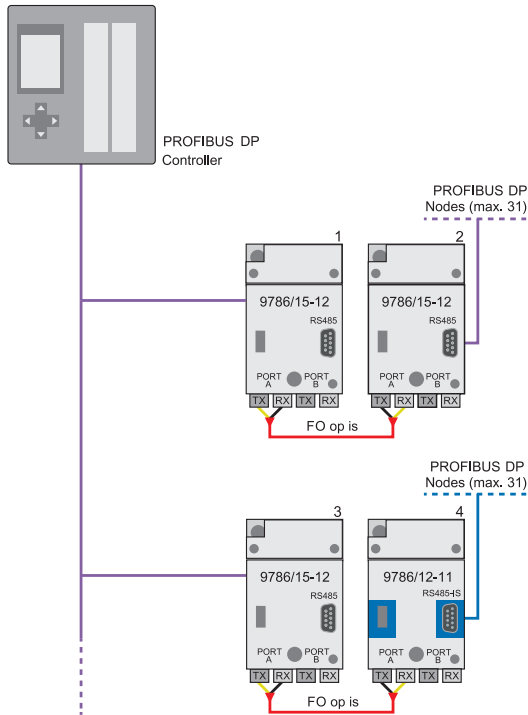 PROFIBUS DP
Controller
PROFIBUS DP
Nodes (max. 31)
1
2
9786/15-12
9786/15-12
RS485
RS485
PORT A
PORT B
PORT A
PORT B
TX RX TX RX
TX RX TX RX
FO op is
PROFIBUS DP
Nodes (max. 31)
3
4
9786/15-12
9786/12-11
RS485
RS485-IS
PORT A
PORT B
PORT A
PORT B
TX RX TX RX
TX RX TX RX
FO op is